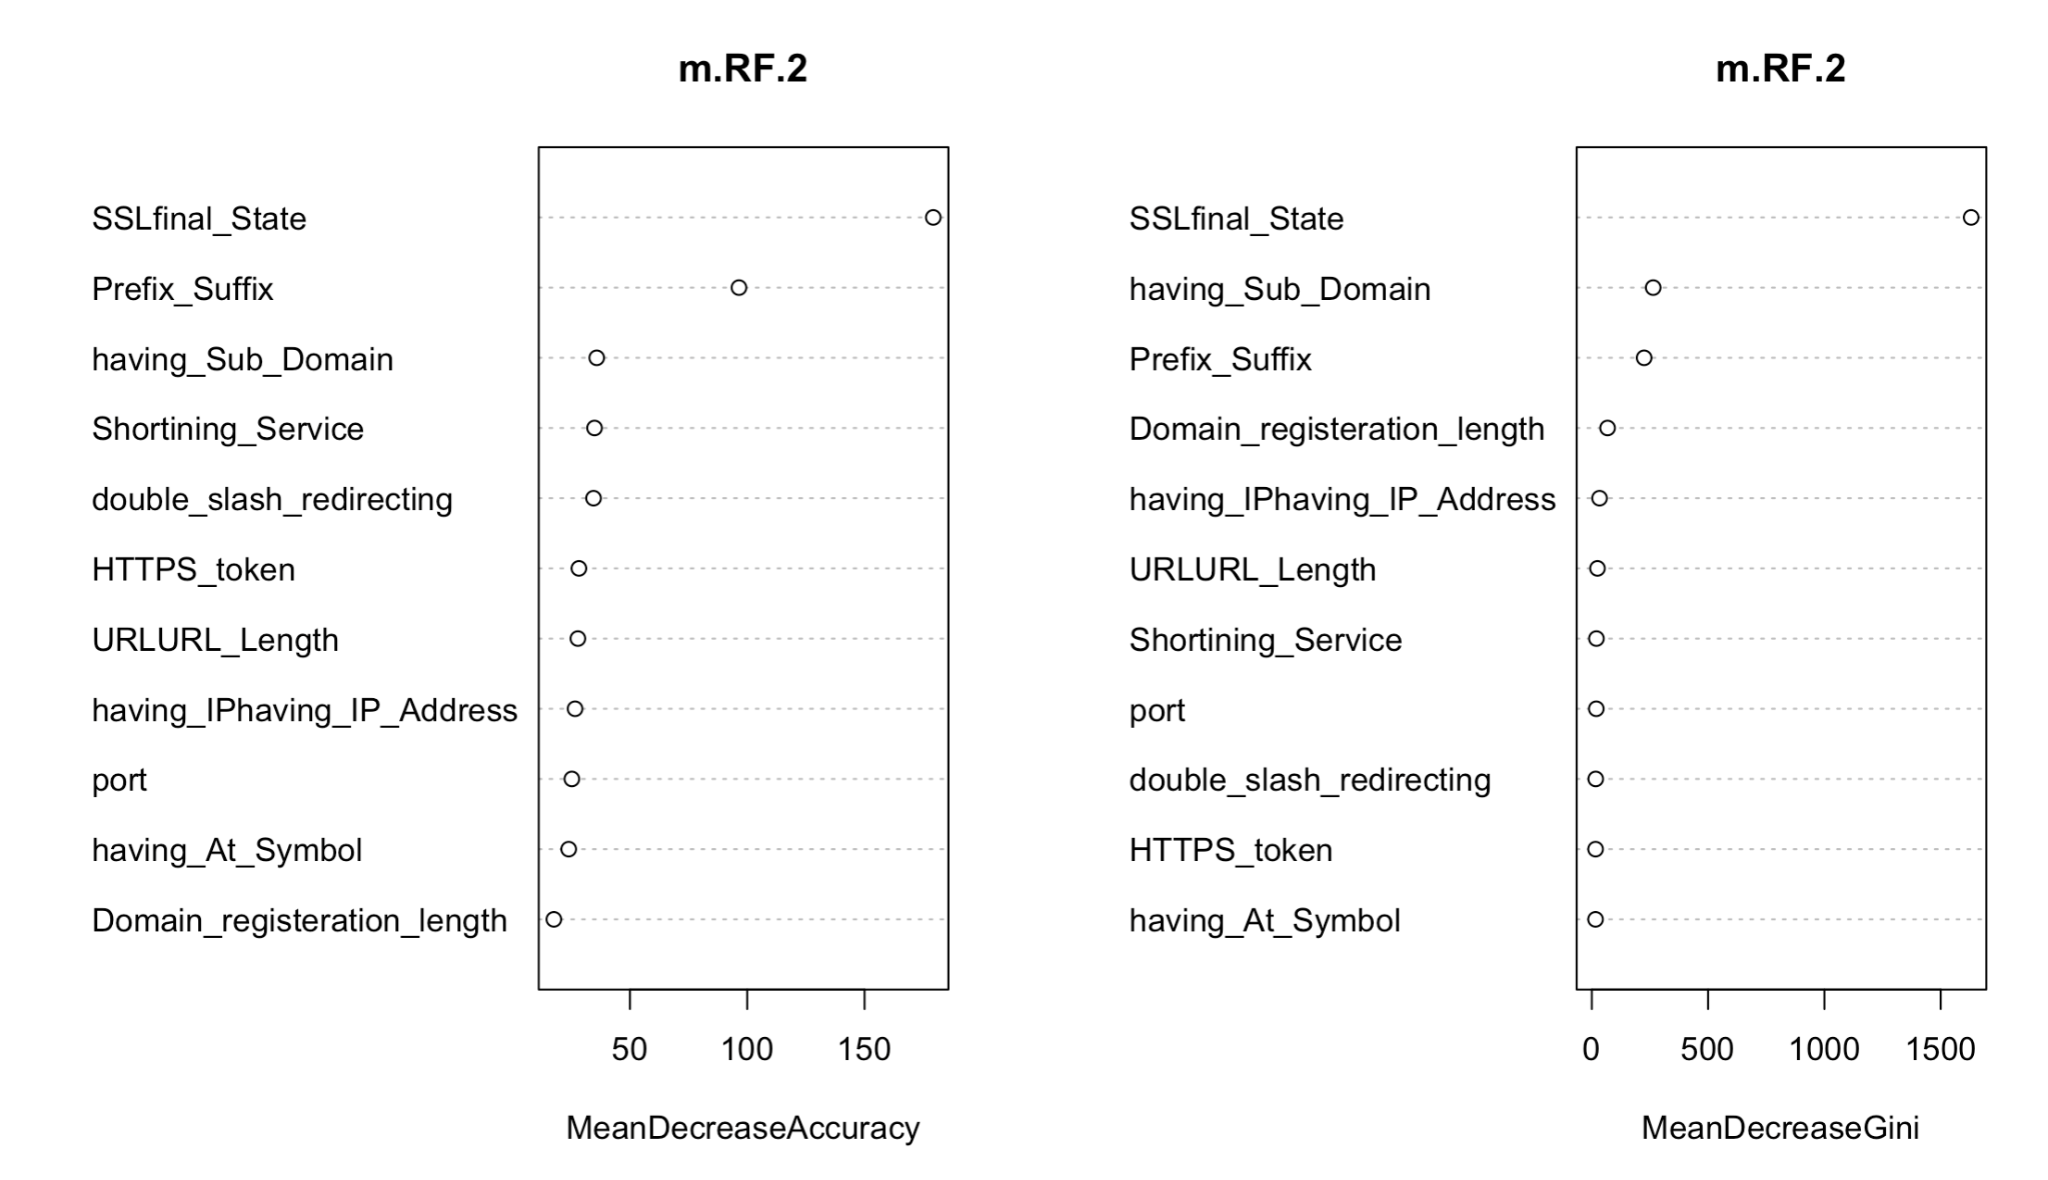 m.RF.2
SSLfinal_State
Prefix_Suffix
having_Sub_Domain
Shortining_Service
double_slash_redirecting
HTTPS_token
URLURL_Length
having_IPhaving_IP_Address
port
having_At_Symbol
Domain_registeration_length
50 100 150
MeanDecreaseAccuracy
m.RF.2
SSLfinal_State
having_Sub_Domain
Prefix_Suffix
Domain_registeration_length
having_IPhaving_IP_Address
URLURL_Length
Shortining_Service
port
double_slash_redirecting
HTTPS_token
having_At_Symbol
0 500 1000 1500
MeanDecreaseGini